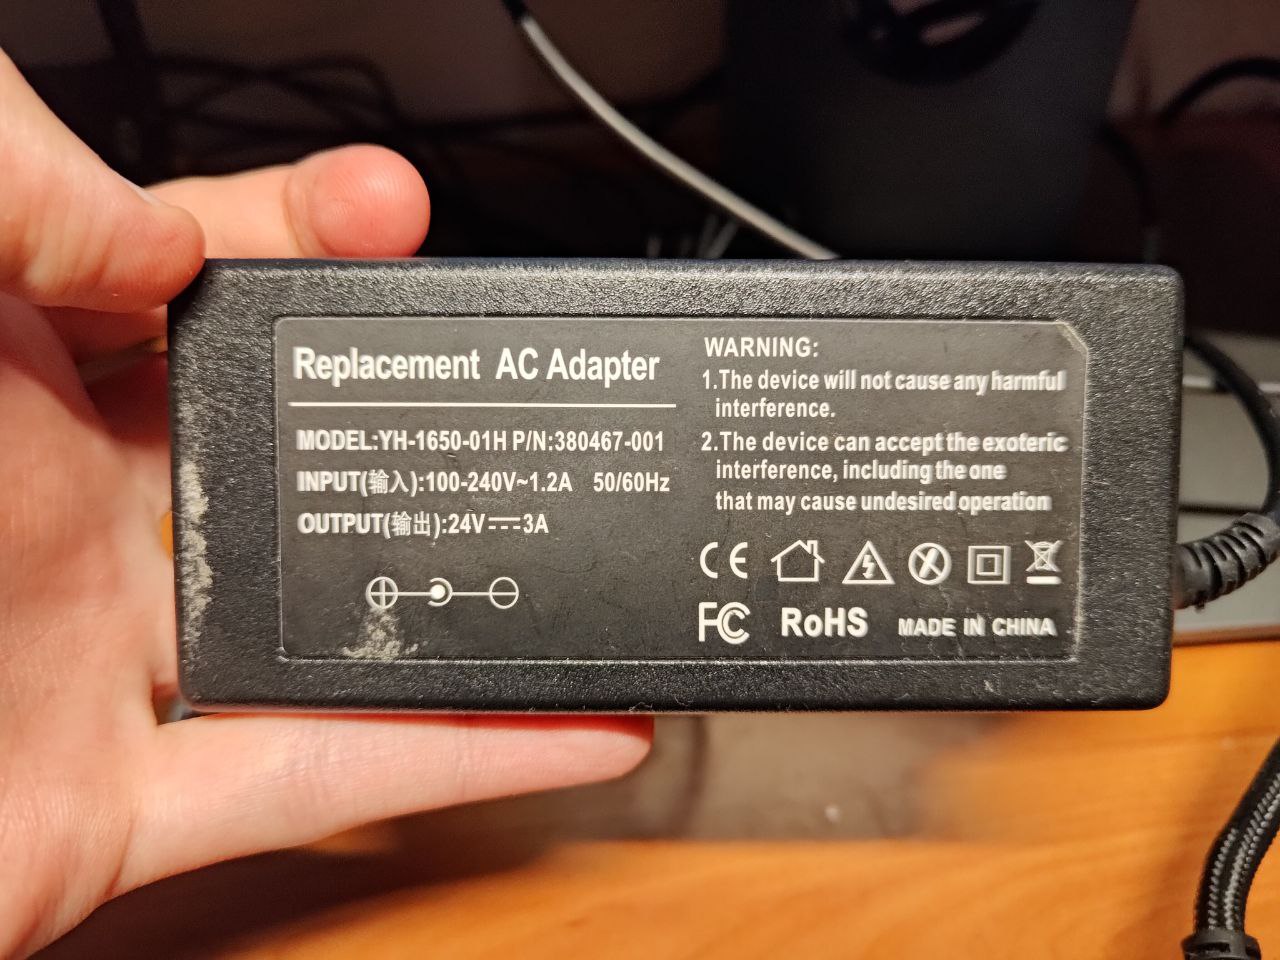 Replacement AC Adapter
MODEL:YH-1650-01H P/N:380467-001
INPUT(输入):100-240V~1.2A 50/60Hz
OUTPUT(输出):24V⎓3A
WARNING:
1.The device will not cause any harmful
interference.
2.The device can accept the exoteric
interference, including the one
that may cause undesired operation
CE
FC
RoHS
MADE IN CHINA